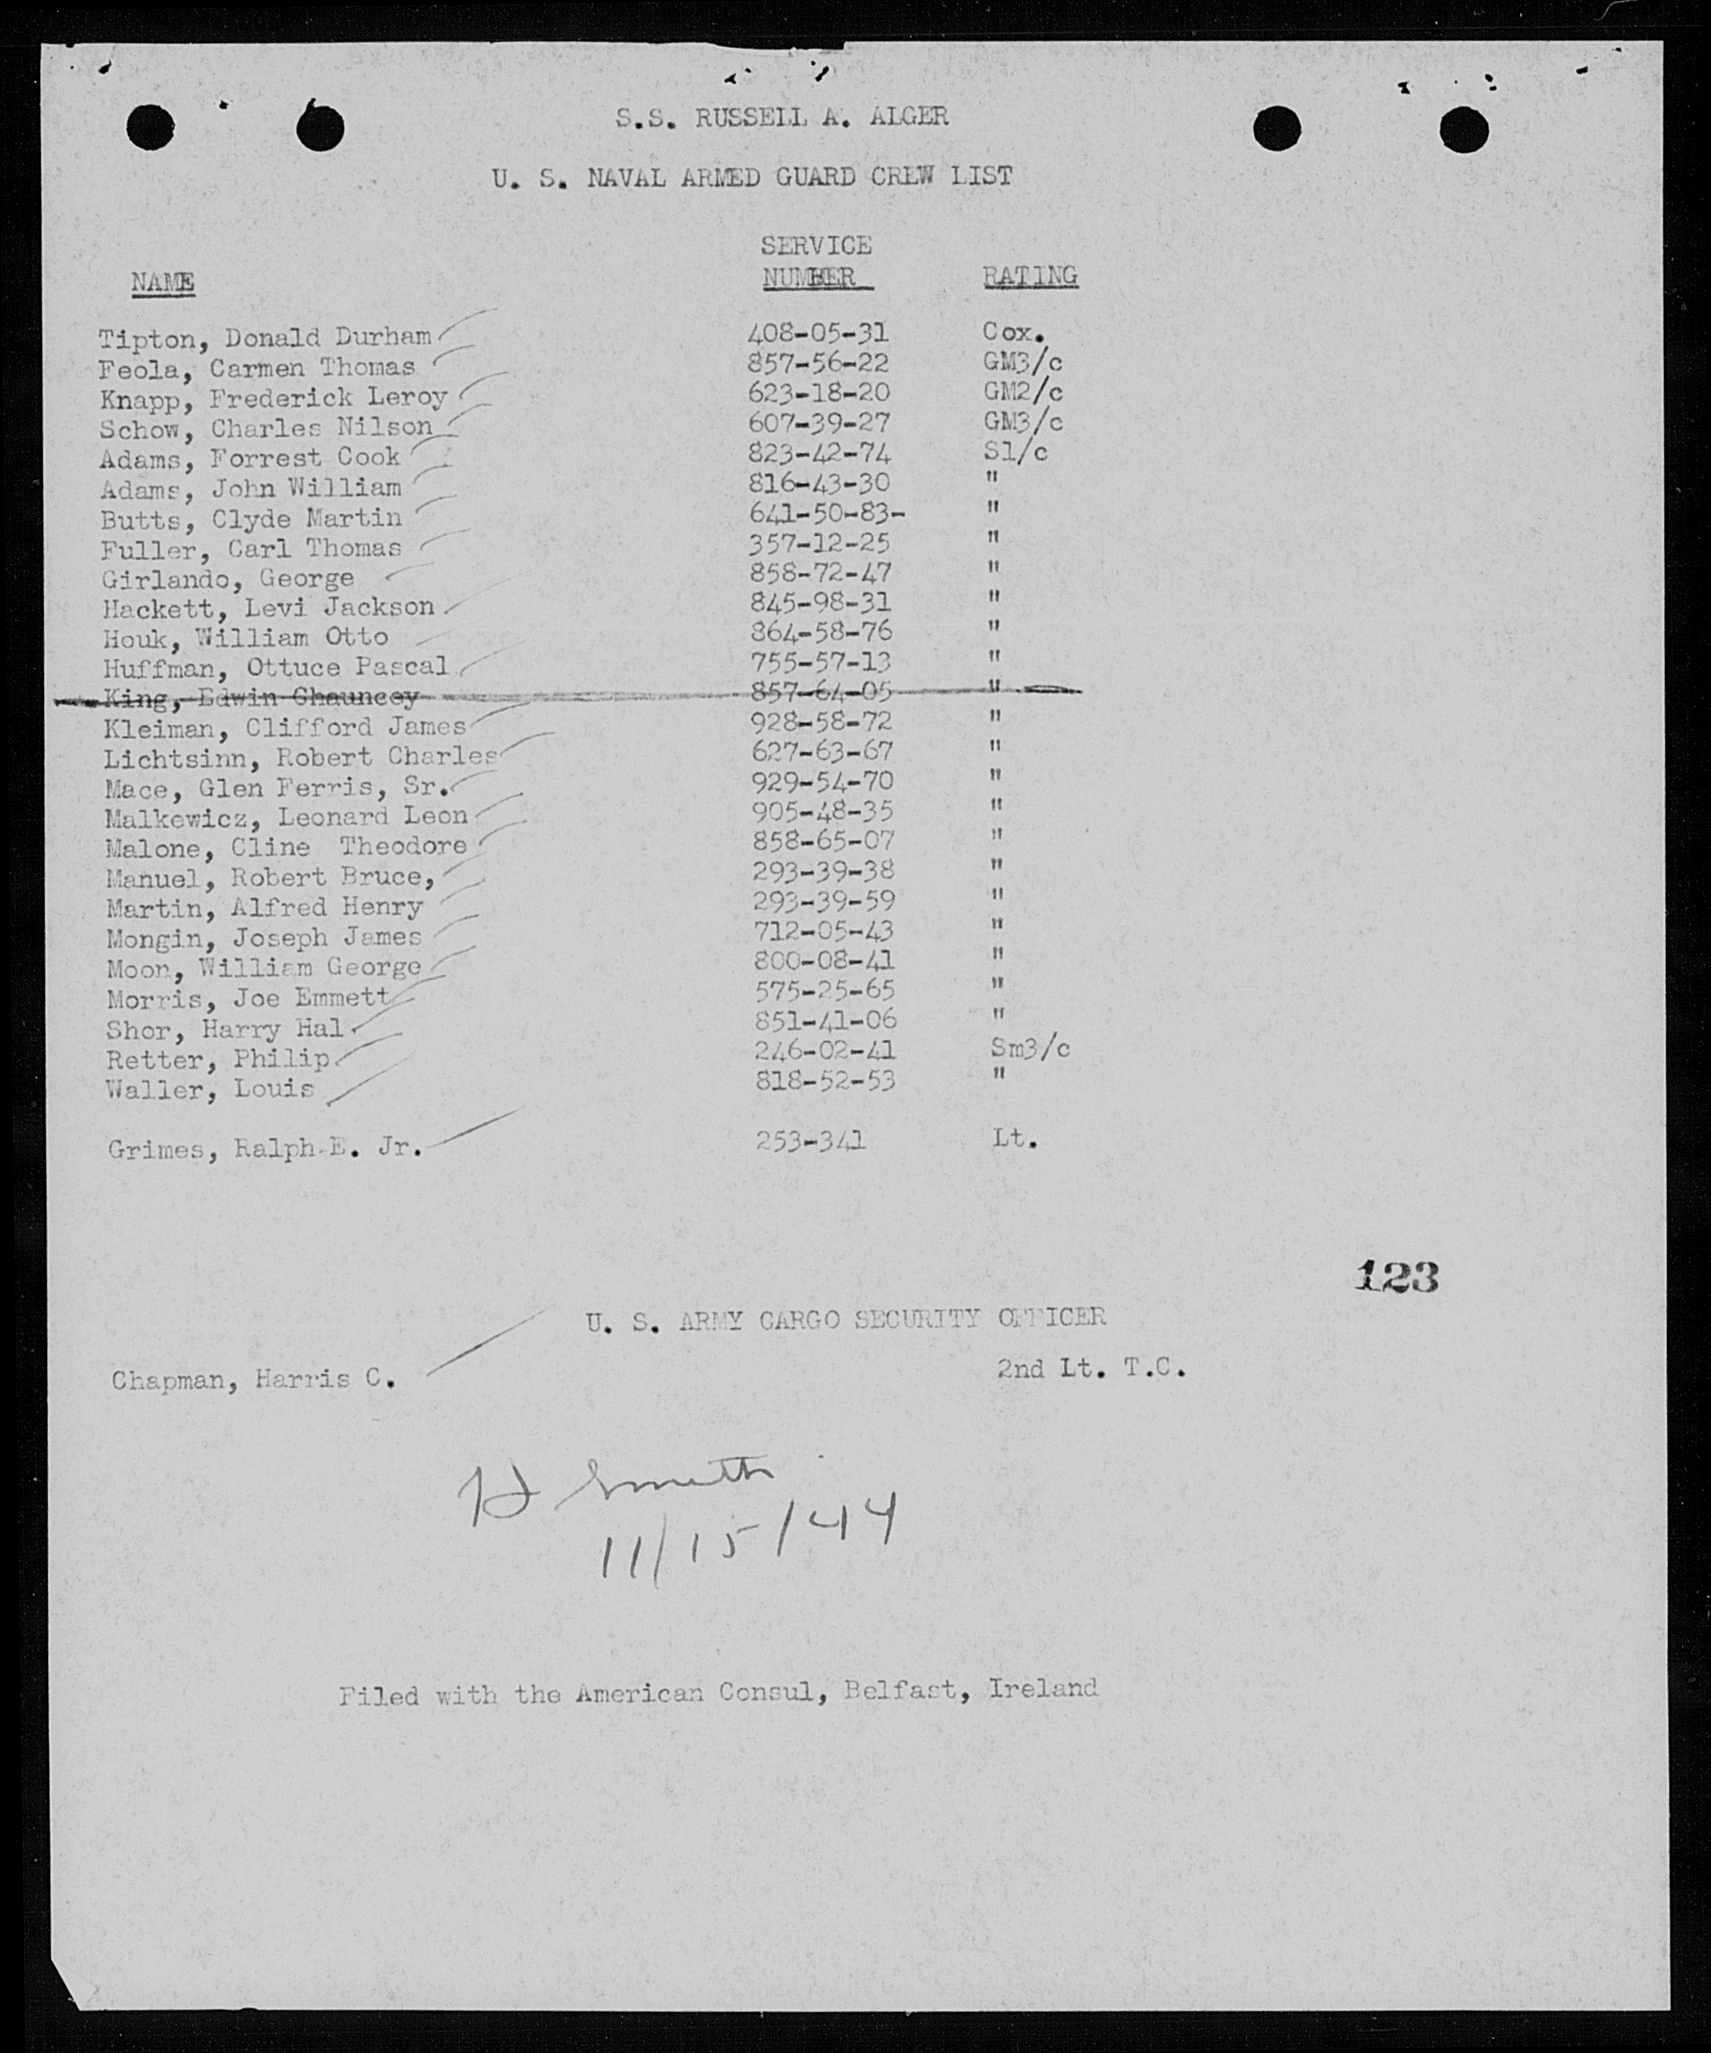 S.S. RUSSELL A. ALGER
U. S. NAVAL ARMED GUARD CREW LIST
NAME SERVICE NUMBER RATING
Tipton, Donald Durham 408-05-31 Cox.
Feola, Carmen Thomas 857-56-22 GM3/c
Knapp, Frederick Leroy 623-18-20 GM2/c
Schow, Charles Nilson 607-39-27 GM3/c
Adams, Forrest Cook 823-42-74 S1/c
Adams, John William 816-43-30 "
Butts, Clyde Martin 641-50-83- "
Fuller, Carl Thomas 357-12-25 "
Girlando, George 858-72-47 "
Hackett, Levi Jackson 845-98-31 "
Houk, William Otto 864-58-76 "
Huffman, Ottuce Pascal 755-57-13 "
King, Edwin Chauncey 857-64-05 "
Kleiman, Clifford James 928-58-72 "
Lichtsinn, Robert Charles 627-63-67 "
Mace, Glen Ferris, Sr. 929-54-70 "
Malkewicz, Leonard Leon 905-48-35 "
Malone, Cline Theodore 858-65-07 "
Manuel, Robert Bruce, 293-39-38 "
Martin, Alfred Henry 293-39-59 "
Mongin, Joseph James 712-05-43 "
Moon, William George 800-08-41 "
Morris, Joe Emmett 575-25-65 "
Shor, Harry Hal 851-41-06 "
Retter, Philip 246-02-41 Sm3/c
Waller, Louis 818-52-53 "
Grimes, Ralph E. Jr. 253-341 Lt.
123
U. S. ARMY CARGO SECURITY OFFICER
Chapman, Harris C. 2nd Lt. T.C.
Smith
11/15/44
Filed with the American Consul, Belfast, Ireland